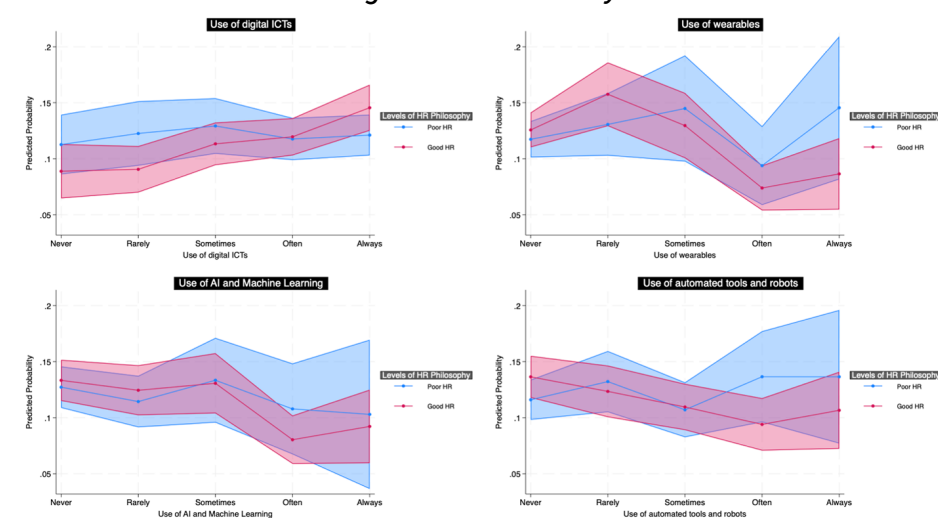 Use of digital ICTs
.2
.15
.1
.05
Predicted Probability
Never Rarely Sometimes Often Always
Use of digital ICTs
Levels of HR Philosophy
Poor HR
Good HR
Use of wearables
.2
.15
.1
.05
Predicted Probability
Never Rarely Sometimes Often Always
Use of wearables
Levels of HR Philosophy
Poor HR
Good HR
Use of AI and Machine Learning
.2
.15
.1
.05
Predicted Probability
Never Rarely Sometimes Often Always
Use of AI and Machine Learning
Levels of HR Philosophy
Poor HR
Good HR
Use of automated tools and robots
.2
.15
.1
.05
Predicted Probability
Never Rarely Sometimes Often Always
Use of automated tools and robots
Levels of HR Philosophy
Poor HR
Good HR